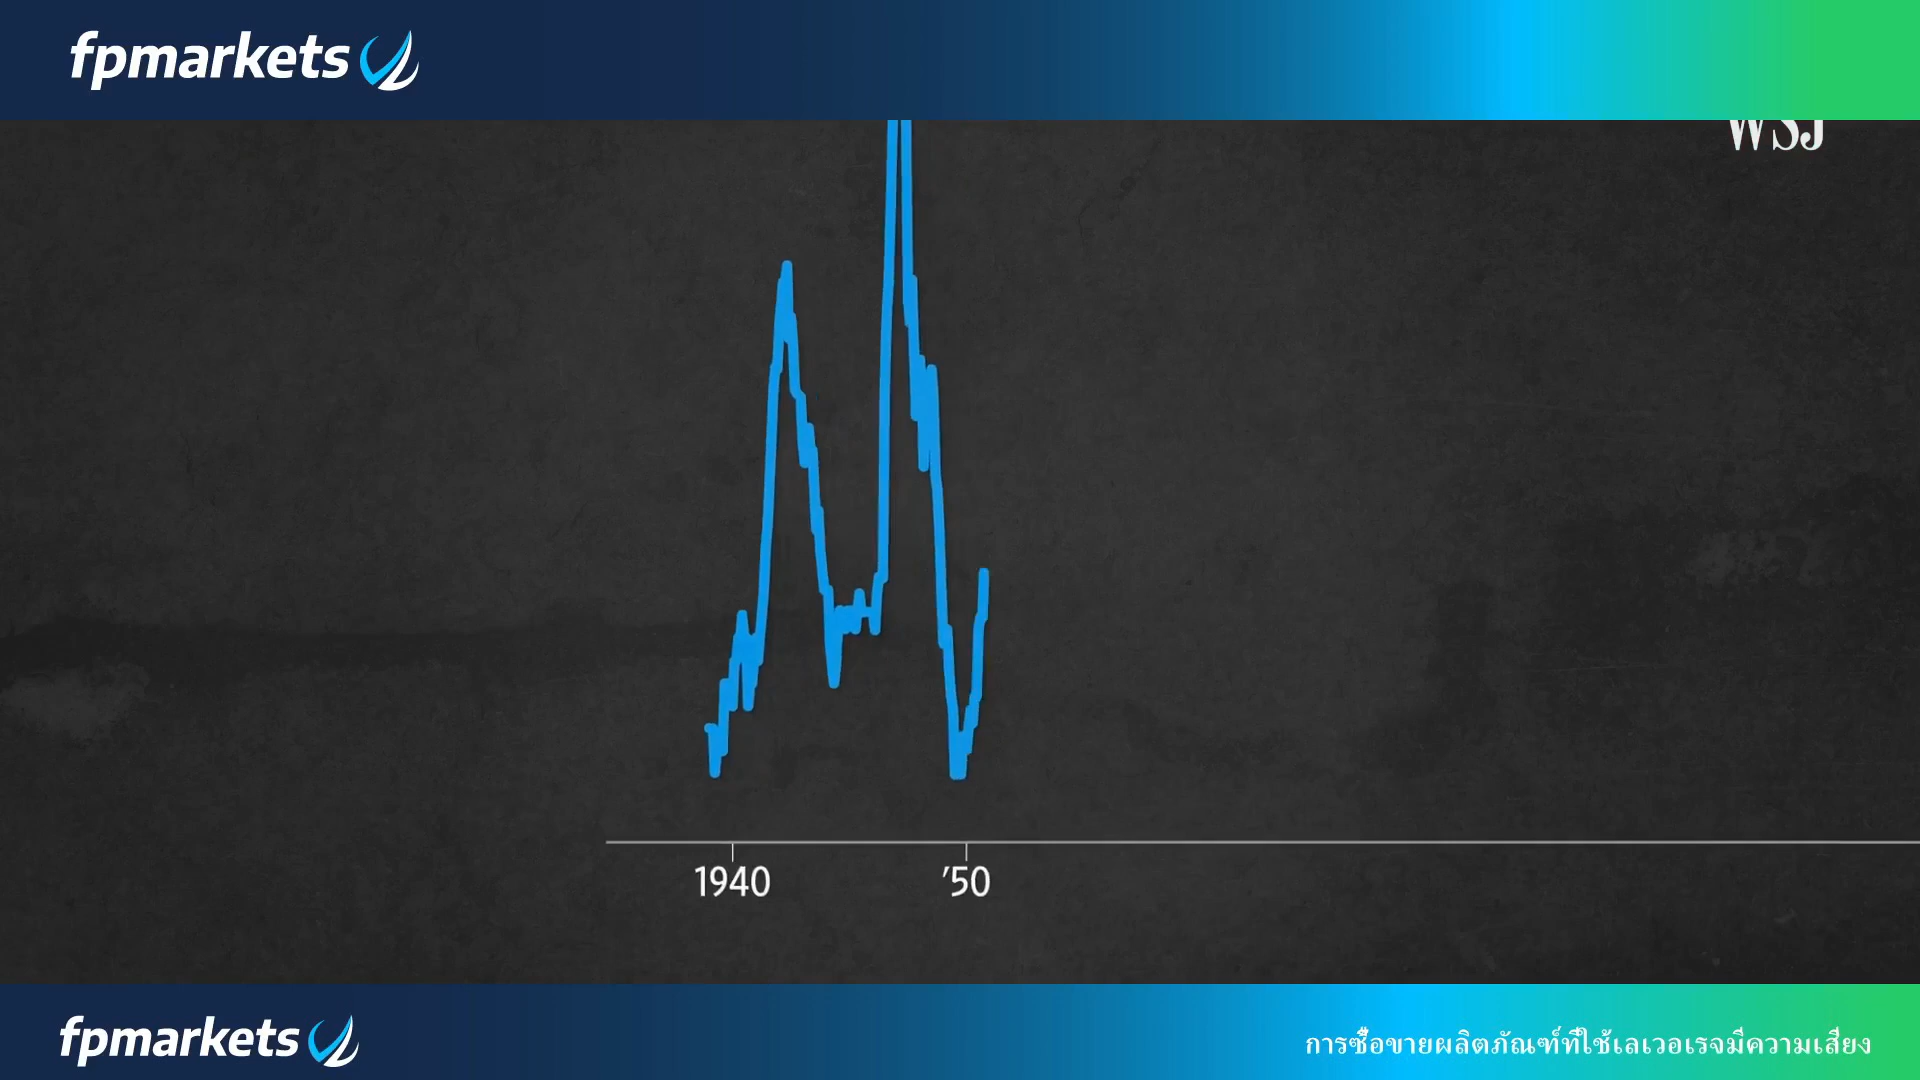 fpmarkets
WSJ
1940
'50
fpmarkets
การซื้อขายผลิตภัณฑ์ที่ใช้เลเวอเรจมีความเสี่ยง